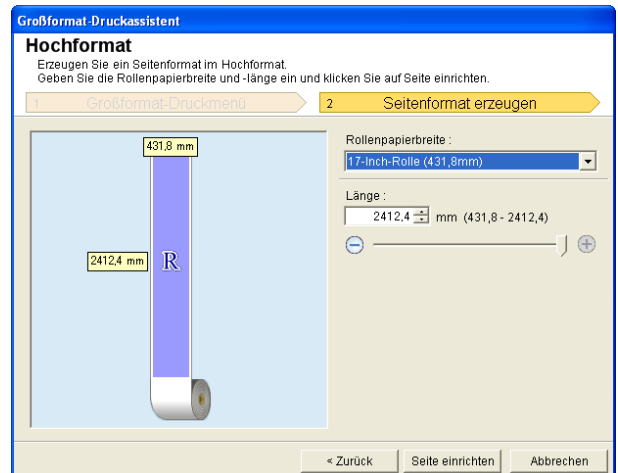 Großformat-Druckassistent
Hochformat
Erzeugen Sie ein Seitenformat im Hochformat.
Geben Sie die Rollenpapierbreite und -länge ein und klicken Sie auf Seite einrichten.
1 Großformat-Druckmenü 2 Seitenformat erzeugen
431,8 mm
2412,4 mm
R
Rollenpapierbreite :
17-Inch-Rolle (431,8mm)
Länge :
2412,4 mm (431,8 - 2412,4)
< Zurück Seite einrichten Abbrechen